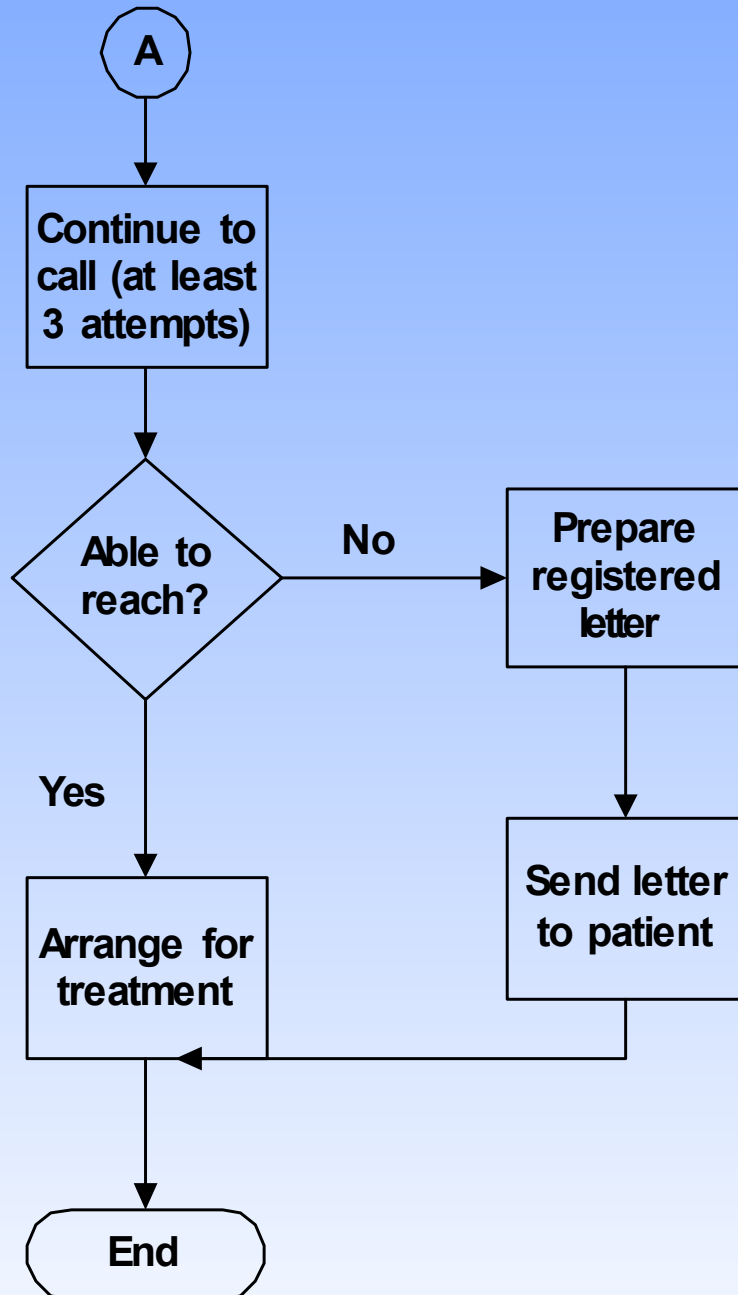 A
Continue to
call (at least
3 attempts)
Able to
reach?
No
Prepare
registered
letter
Yes
Send letter
to patient
Arrange for
treatment
End